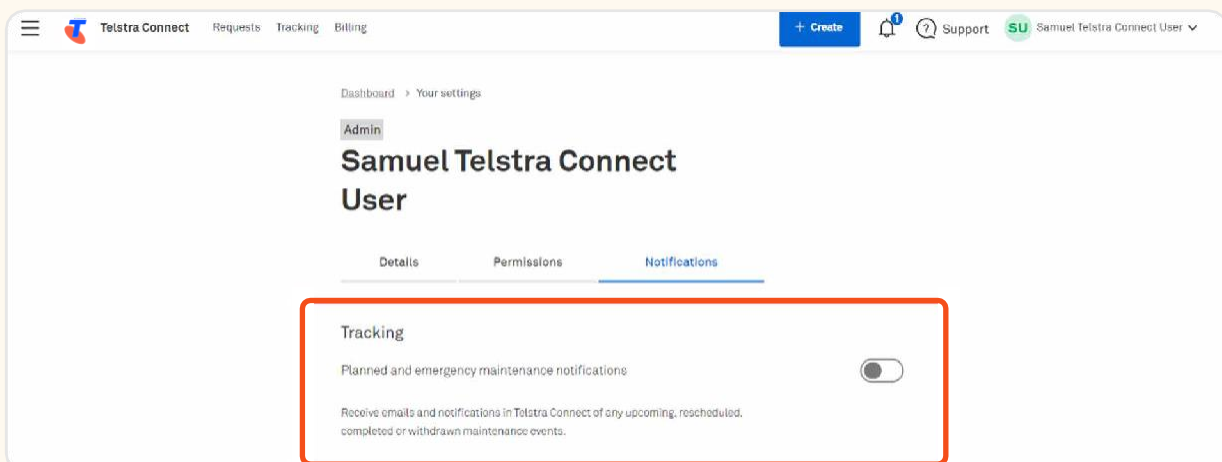 Telstra Connect Requests Tracking Billing + Create 1 Support SU Samuel Telstra Connect User
Dashboard > Your settings
Admin
Samuel Telstra Connect
User
Details Permissions Notifications
Tracking
Planned and emergency maintenance notifications
Receive emails and notifications in Telstra Connect of any upcoming, rescheduled,
completed or withdrawn maintenance events.